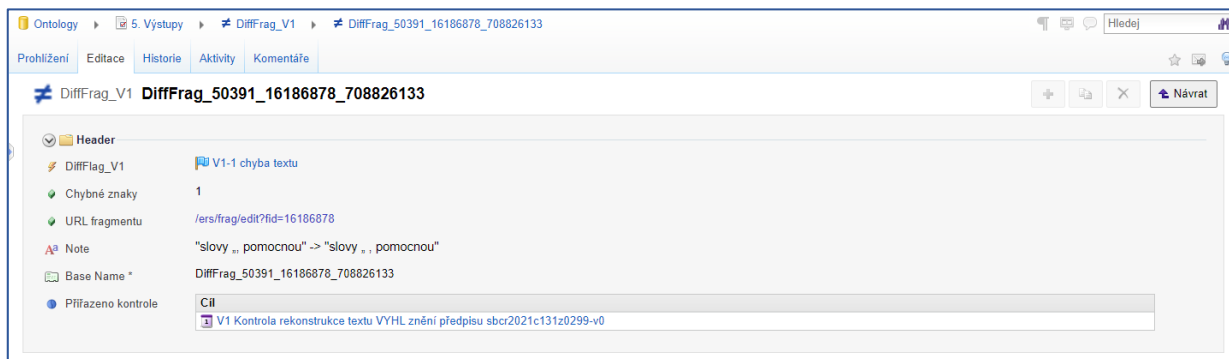 Ontology 5. Výstupy DiffFrag_V1 DiffFrag_50391_16186878_708826133 Hledej
Prohlížení Editace Historie Aktivity Komentáře
DiffFrag_V1 DiffFrag_50391_16186878_708826133 Návrat
Header
DiffFlag_V1 V1-1 chyba textu
Chybné znaky 1
URL fragmentu /ers/frag/edit?fid=16186878
Note "slovy „, pomocnou" -> "slovy „ , pomocnou"
Base Name * DiffFrag_50391_16186878_708826133
Přiřazeno kontrole Cíl
V1 Kontrola rekonstrukce textu VYHL znění předpisu sbcr2021c131z0299-v0